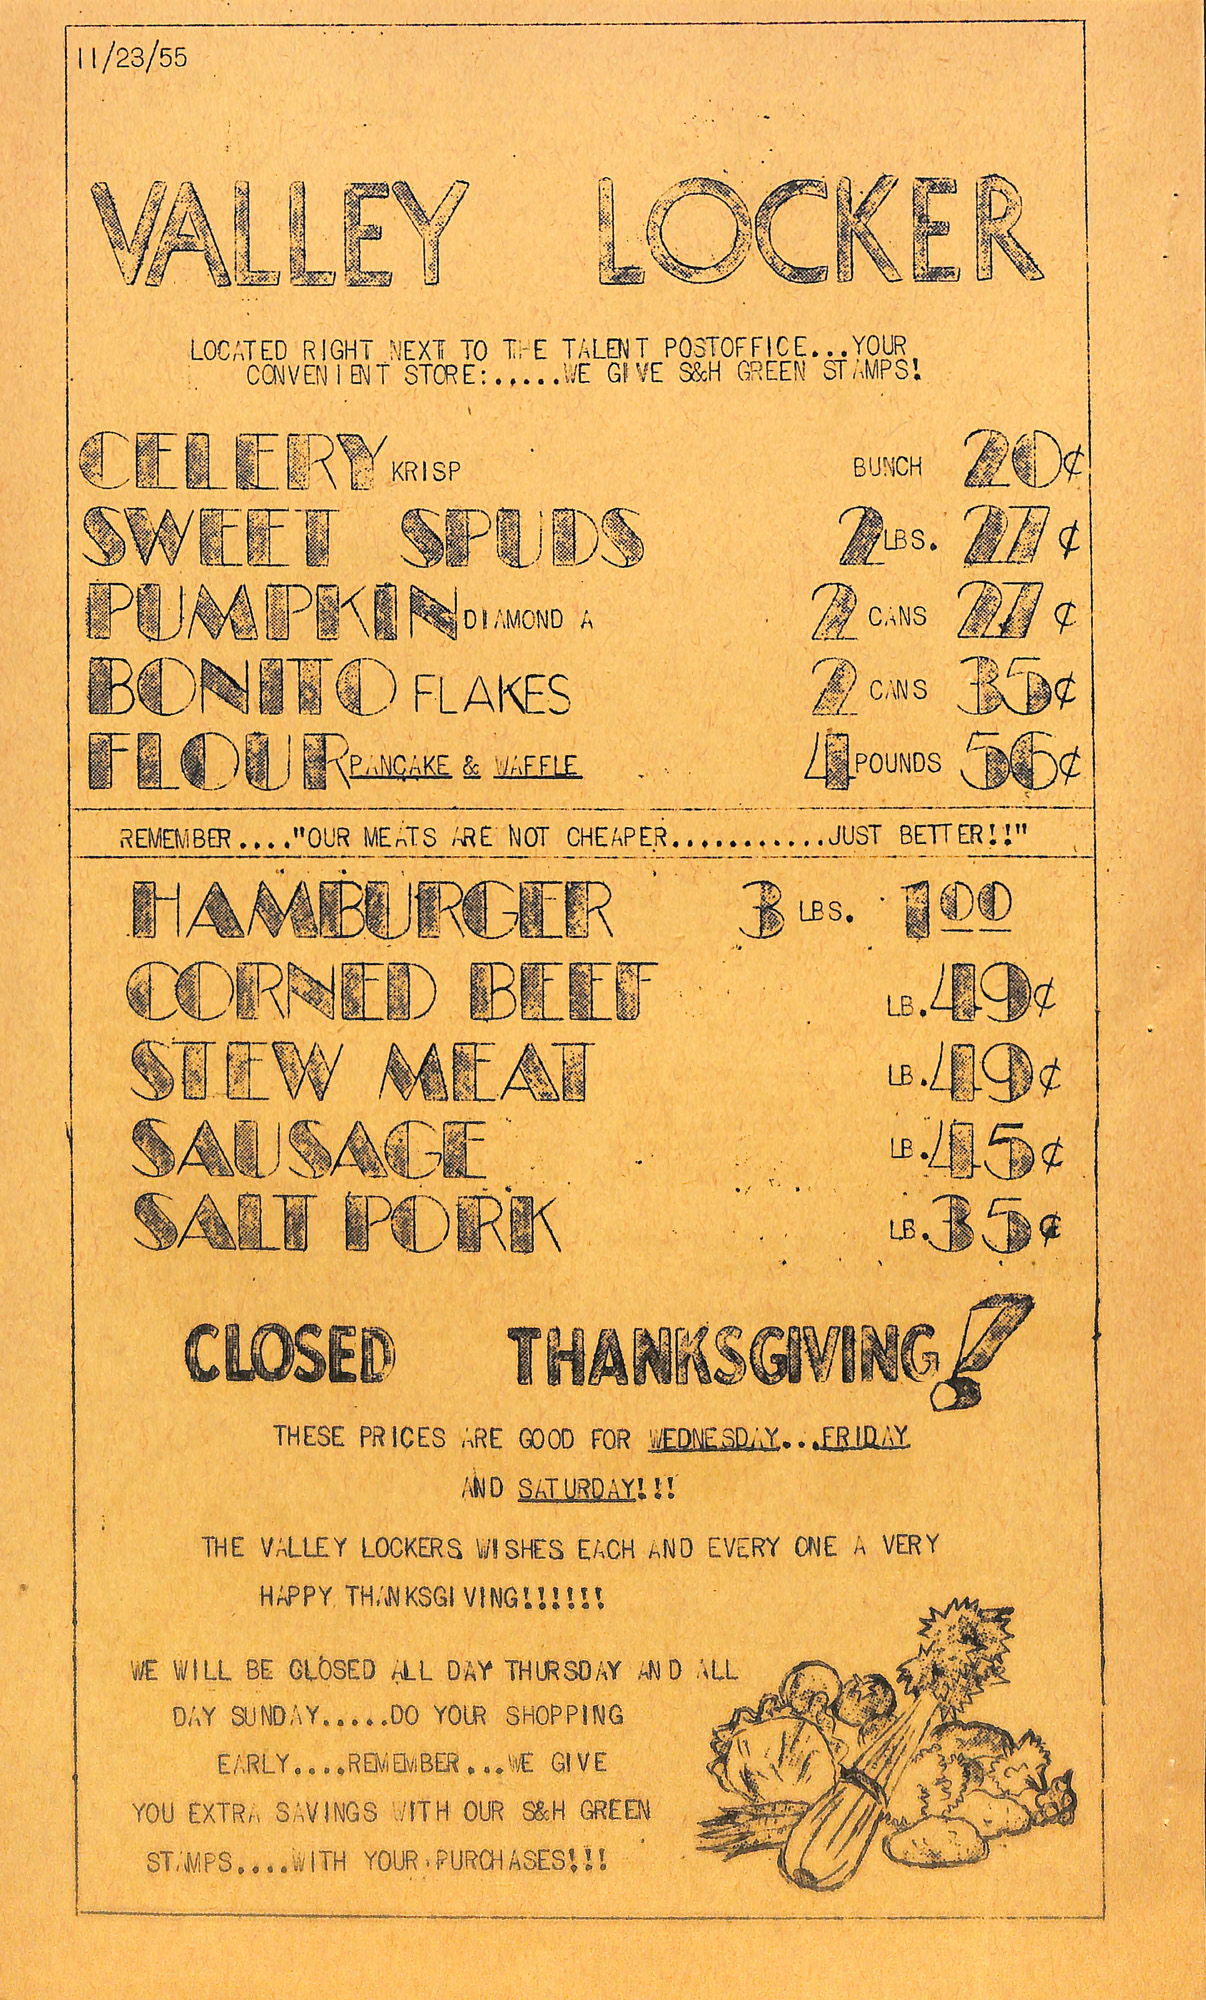 11/23/55
VALLEY LOCKER
LOCATED RIGHT NEXT TO THE TALENT POSTOFFICE...YOUR
CONVENIENT STORE:.....WE GIVE S&H GREEN STAMPS!
CELERY KRISP BUNCH 20¢
SWEET SPUDS 2 LBS. 27¢
PUMPKIN DIAMOND A 2 CANS 27¢
BONITO FLAKES 2 CANS 35¢
FLOUR PANCAKE & WAFFLE 4 POUNDS 56¢
REMEMBER...."OUR MEATS ARE NOT CHEAPER...........JUST BETTER!!"
HAMBURGER 3 LBS. 1 00
CORNED BEEF LB. 49¢
STEW MEAT LB. 49¢
SAUSAGE LB. 45¢
SALT PORK LB. 35¢
CLOSED THANKSGIVING!
THESE PRICES ARE GOOD FOR WEDNESDAY...FRIDAY
AND SATURDAY!!!
THE VALLEY LOCKERS WISHES EACH AND EVERY ONE A VERY
HAPPY THANKSGIVING!!!!!!
WE WILL BE CLOSED ALL DAY THURSDAY AND ALL
DAY SUNDAY.....DO YOUR SHOPPING
EARLY....REMEMBER...WE GIVE
YOU EXTRA SAVINGS WITH OUR S&H GREEN
STAMPS....WITH YOUR PURCHASES!!!